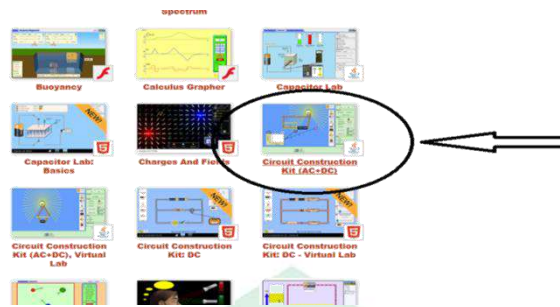 Spectrum
Buoyancy
Calculus Grapher
Capacitor Lab
NEW!
Capacitor Lab:
Basics
Charges And Fields
Circuit Construction
Kit (AC+DC)
Circuit Construction
Kit (AC+DC), Virtual
Lab
NEW!
Circuit Construction
Kit: DC
NEW!
Circuit Construction
Kit: DC - Virtual Lab